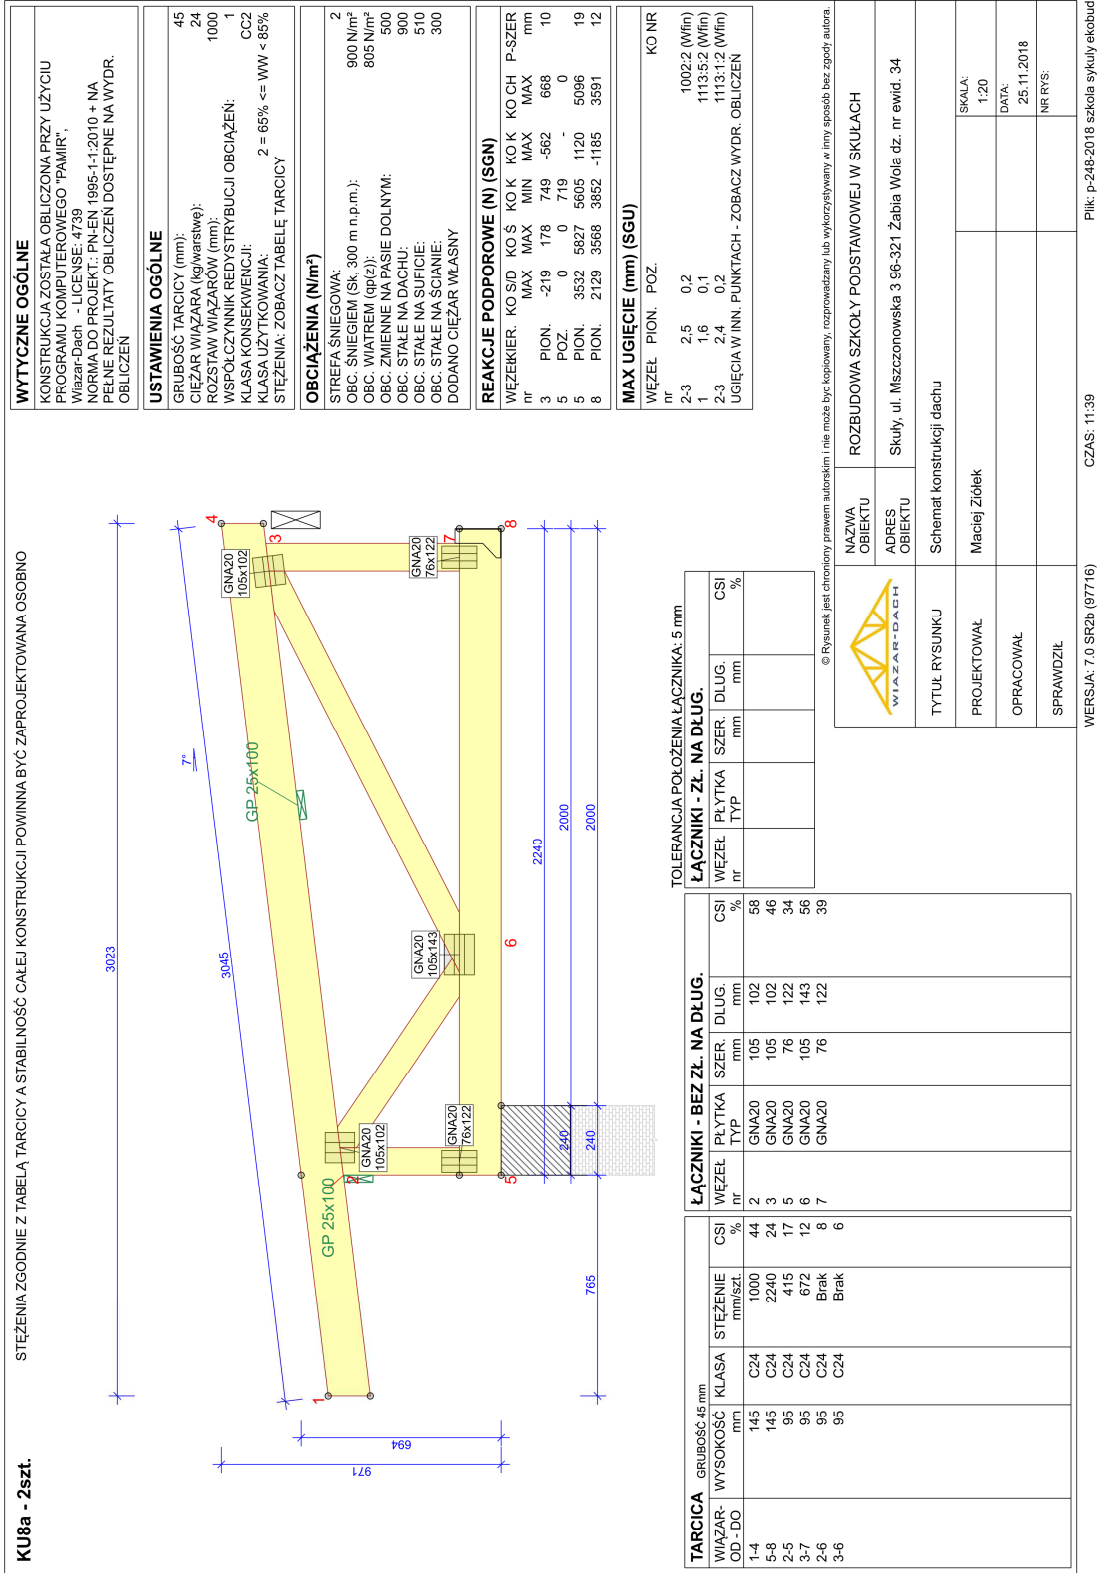 KU8a - 2szt.
STĘŻENIA ZGODNIE Z TABELĄ TARCICY A STABILNOŚĆ CAŁEJ KONSTRUKCJI POWINNA BYĆ ZAPROJEKTOWANA OSOBNO
3023
3045
7°
971
694
1
2
3
4
5
6
7
8
GP 25x100
GP 25x100
GNA20
105x102
GNA20
105x102
GNA20
76x122
GNA20
105x143
GNA20
76x122
2240
240
2000
765
240
2000
WYTYCZNE OGÓLNE
KONSTRUKCJA ZOSTAŁA OBLICZONA PRZY UŻYCIU
PROGRAMU KOMPUTEROWEGO "PAMIR",
Wiazar-Dach - LICENSE: 4739
NORMA DO PROJEKT.: PN-EN 1995-1-1:2010 + NA
PEŁNE REZULTATY OBLICZEŃ DOSTĘPNE NA WYDR.
OBLICZEŃ
USTAWIENIA OGÓLNE
GRUBOŚĆ TARCICY (mm): 45
CIĘŻAR WIĄZARA (kg/warstwę): 24
ROZSTAW WIĄZARÓW (mm): 1000
WSPÓŁCZYNNIK REDYSTRYBUCJI OBCIĄŻEŃ: 1
KLASA KONSEKWENCJI: CC2
KLASA UŻYTKOWANIA: 2 = 65% <= WW < 85%
STĘŻENIA: ZOBACZ TABELĘ TARCICY
OBCIĄŻENIA (N/m²)
STREFA ŚNIEGOWA: 2
OBC. ŚNIEGIEM (Sk, 300 m n.p.m.): 900 N/m²
OBC. WIATREM (qp(z)): 805 N/m²
OBC. ZMIENNE NA PASIE DOLNYM: 500
OBC. STAŁE NA DACHU: 900
OBC. STAŁE NA SUFICIE: 510
OBC. STAŁE NA ŚCIANIE: 300
DODANO CIĘŻAR WŁASNY
REAKCJE PODPOROWE (N) (SGN)
WĘZEŁ KIER. KO S/D KO Ś KO K KO K KO CH P-SZER
nr MAX MAX MIN MAX MAX mm
3 PION. -219 178 749 -562 668 10
5 POZ. 0 0 719 - 0
5 PION. 3532 5827 5605 1120 5096 19
8 PION. 2129 3568 3852 -1185 3591 12
MAX UGIĘCIE (mm) (SGU)
WĘZEŁ PION. POZ. KO NR
nr
2-3 2,5 0,2 1002:2 (Wfin)
1 1,6 0,1 1113:5:2 (Wfin)
2-3 2,4 0,2 1113:1:2 (Wfin)
UGIĘCIA W INN. PUNKTACH - ZOBACZ WYDR. OBLICZEŃ
TARCICA GRUBOŚĆ 45 mm
WIĄZAR- WYSOKOŚĆ KLASA STĘŻENIE CSI
OD - DO mm mm/szt. %
1-4 145 C24 1000 44
5-8 145 C24 2240 24
2-5 95 C24 415 17
3-7 95 C24 672 12
2-6 95 C24 Brak 8
3-6 95 C24 Brak 6
ŁĄCZNIKI - BEZ ZŁ. NA DŁUG.
WĘZEŁ PŁYTKA SZER. DLUG. CSI
nr TYP mm mm %
2 GNA20 105 102 58
3 GNA20 105 102 46
5 GNA20 76 122 34
6 GNA20 105 143 56
7 GNA20 76 122 39
TOLERANCJA POŁOŻENIA ŁĄCZNIKA: 5 mm
ŁĄCZNIKI - ZŁ. NA DŁUG.
WĘZEŁ PŁYTKA SZER. DLUG. CSI
nr TYP mm mm %
© Rysunek jest chroniony prawem autorskim i nie może być kopiowany, rozprowadzany lub wykorzystywany w inny sposób bez zgody autora.
WIAZAR-DACH
NAZWA
OBIEKTU
ROZBUDOWA SZKOŁY PODSTAWOWEJ W SKUŁACH
ADRES
OBIEKTU
Skuły, ul. Mszczonowska 3 96-321 Żabia Wola dz. nr ewid. 34
TYTUŁ RYSUNKU
Schemat konstrukcji dachu
PROJEKTOWAŁ
Maciej Ziółek
SKALA:
1:20
OPRACOWAŁ
DATA:
25.11.2018
SPRAWDZIŁ
NR RYS:
WERSJA: 7.0 SR2b (97716)
CZAS: 11:39
Plik: p-248-2018 szkola sykuly ekobud